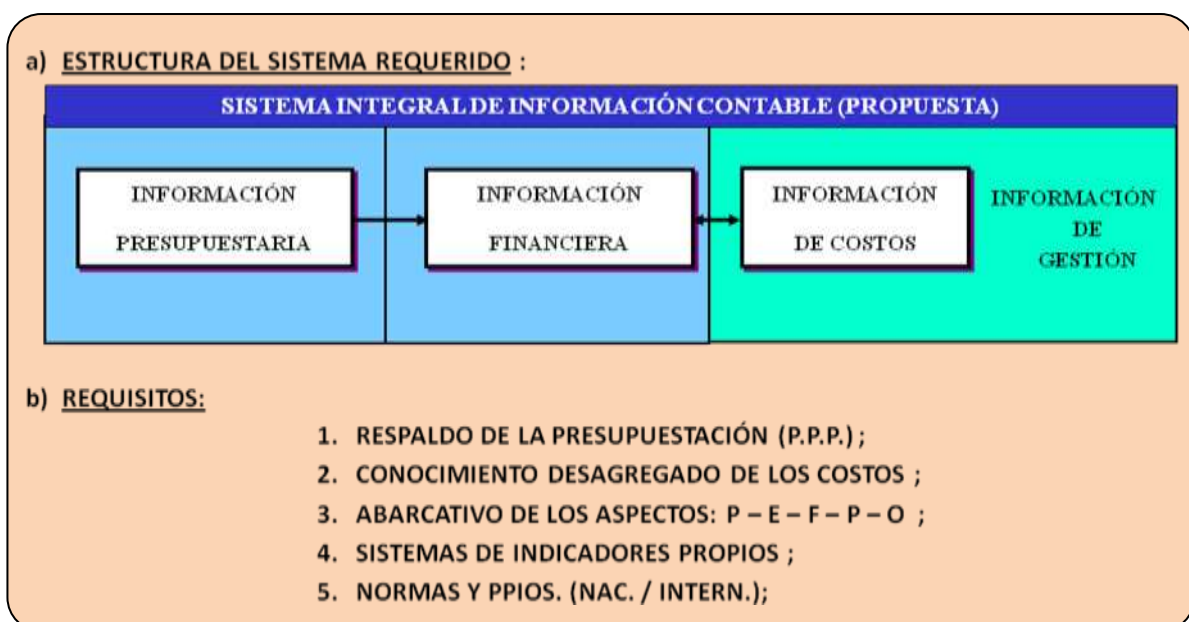 a) ESTRUCTURA DEL SISTEMA REQUERIDO :
SISTEMA INTEGRAL DE INFORMACIÓN CONTABLE (PROPUESTA)
INFORMACIÓN
PRESUPUESTARIA
INFORMACIÓN
FINANCIERA
INFORMACIÓN
DE COSTOS
INFORMACIÓN
DE
GESTIÓN
b) REQUISITOS:
1. RESPALDO DE LA PRESUPUESTACIÓN (P.P.P.) ;
2. CONOCIMIENTO DESAGREGADO DE LOS COSTOS ;
3. ABARCATIVO DE LOS ASPECTOS: P – E – F – P – O ;
4. SISTEMAS DE INDICADORES PROPIOS ;
5. NORMAS Y PPIOS. (NAC. / INTERN.);